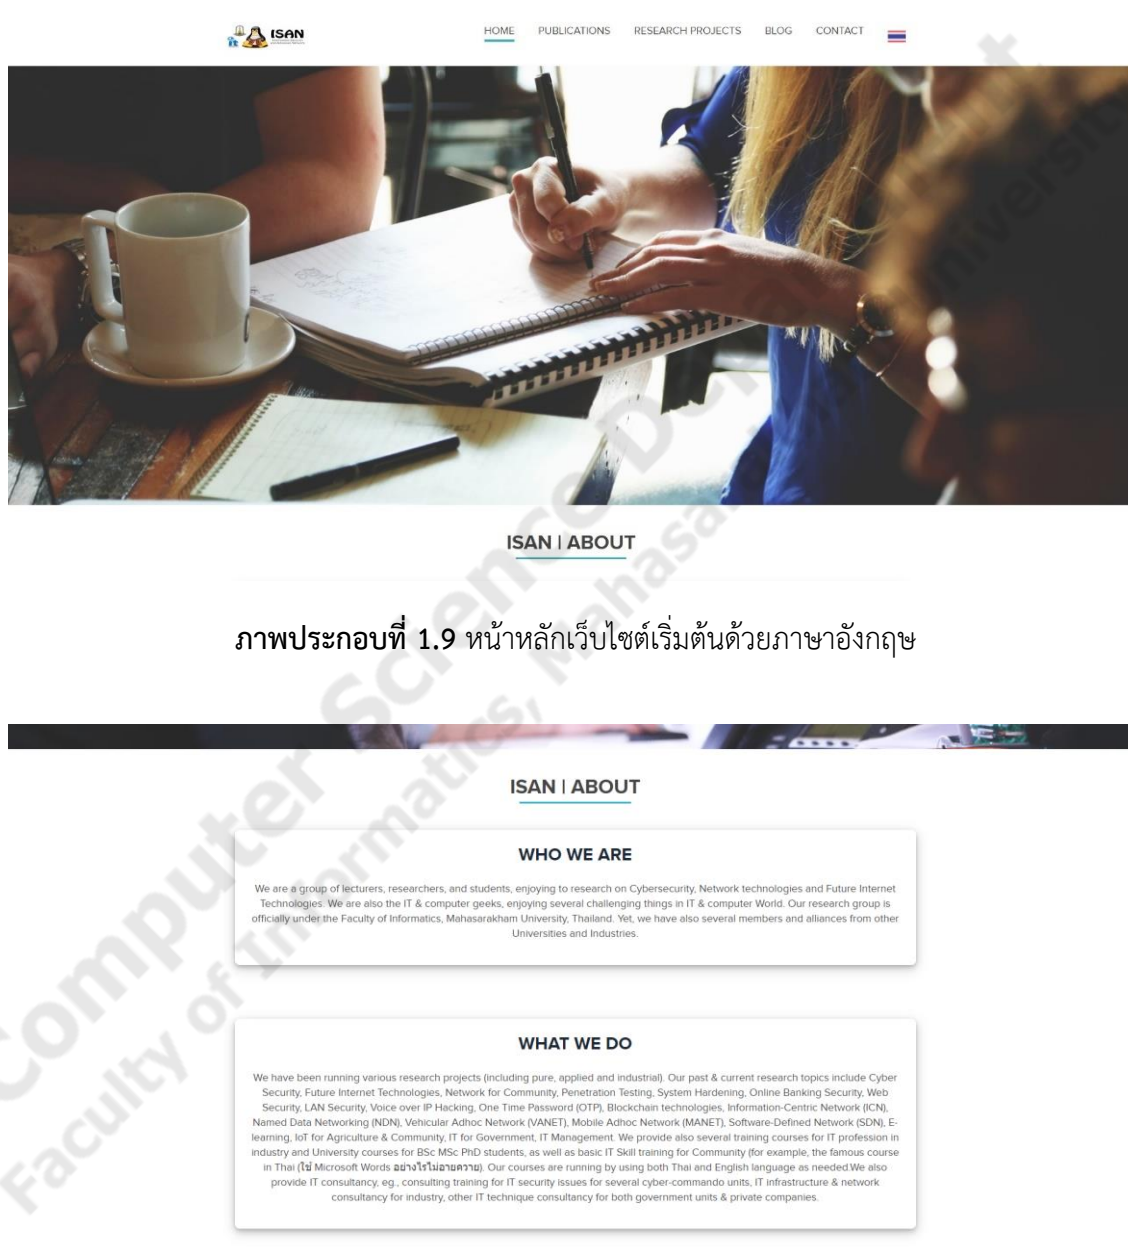 ISAN
HOME PUBLICATIONS RESEARCH PROJECTS BLOG CONTACT
ISAN | ABOUT
ภาพประกอบที่ 1.9 หน้าหลักเว็บไซต์เริ่มต้นด้วยภาษาอังกฤษ
ISAN | ABOUT
WHO WE ARE
We are a group of lecturers, researchers, and students, enjoying to research on Cybersecurity, Network technologies and Future Internet
Technologies. We are also the IT & computer geeks, enjoying several challenging things in IT & computer World. Our research group is
officially under the Faculty of Informatics, Mahasarakham University, Thailand. Yet, we have also several members and alliances from other
Universities and Industries.
WHAT WE DO
We have been running various research projects (including pure, applied and industrial). Our past & current research topics include Cyber
Security, Future Internet Technologies, Network for Community, Penetration Testing, System Hardening, Online Banking Security, Web
Security, LAN Security, Voice over IP Hacking, One Time Password (OTP), Blockchain technologies, Information-Centric Network (ICN),
Named Data Networking (NDN), Vehicular Adhoc Network (VANET), Mobile Adhoc Network (MANET), Software-Defined Network (SDN), E-
learning, IoT for Agriculture & Community, IT for Government, IT Management. We provide also several training courses for IT profession in
industry and University courses for BSc MSc PhD students, as well as basic IT Skill training for Community (for example, the famous course
in Thai (ใช้ Microsoft Words อย่างไรไม่อายควาย). Our courses are running by using both Thai and English language as needed.We also
provide IT consultancy, eg., consulting training for IT security issues for several cyber-commando units, IT infrastructure & network
consultancy for industry, other IT technique consultancy for both government units & private companies.
Computer Science Department
Faculty of Informatics, Mahasarakham University